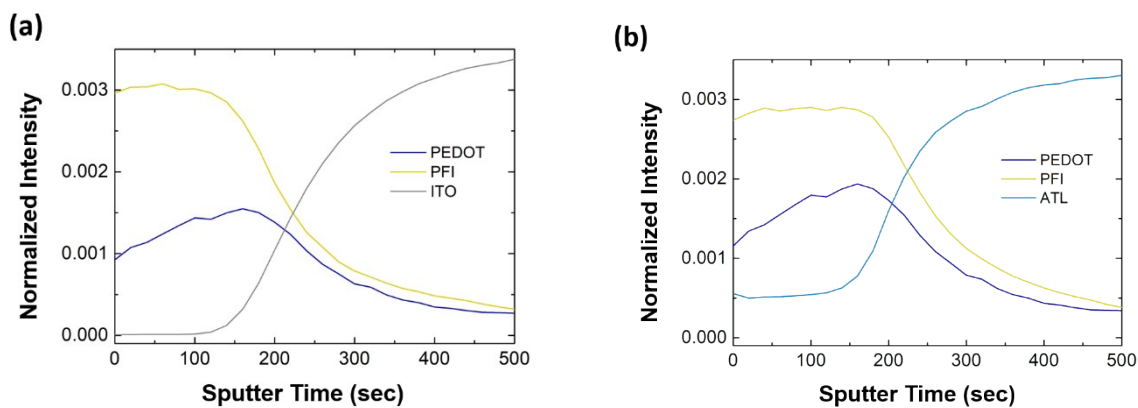 (a)
0.003
0.002
0.001
0.000
Normalized Intensity
PEDOT
PFI
ITO
0 100 200 300 400 500
Sputter Time (sec)
(b)
0.003
0.002
0.001
0.000
Normalized Intensity
PEDOT
PFI
ATL
0 100 200 300 400 500
Sputter Time (sec)